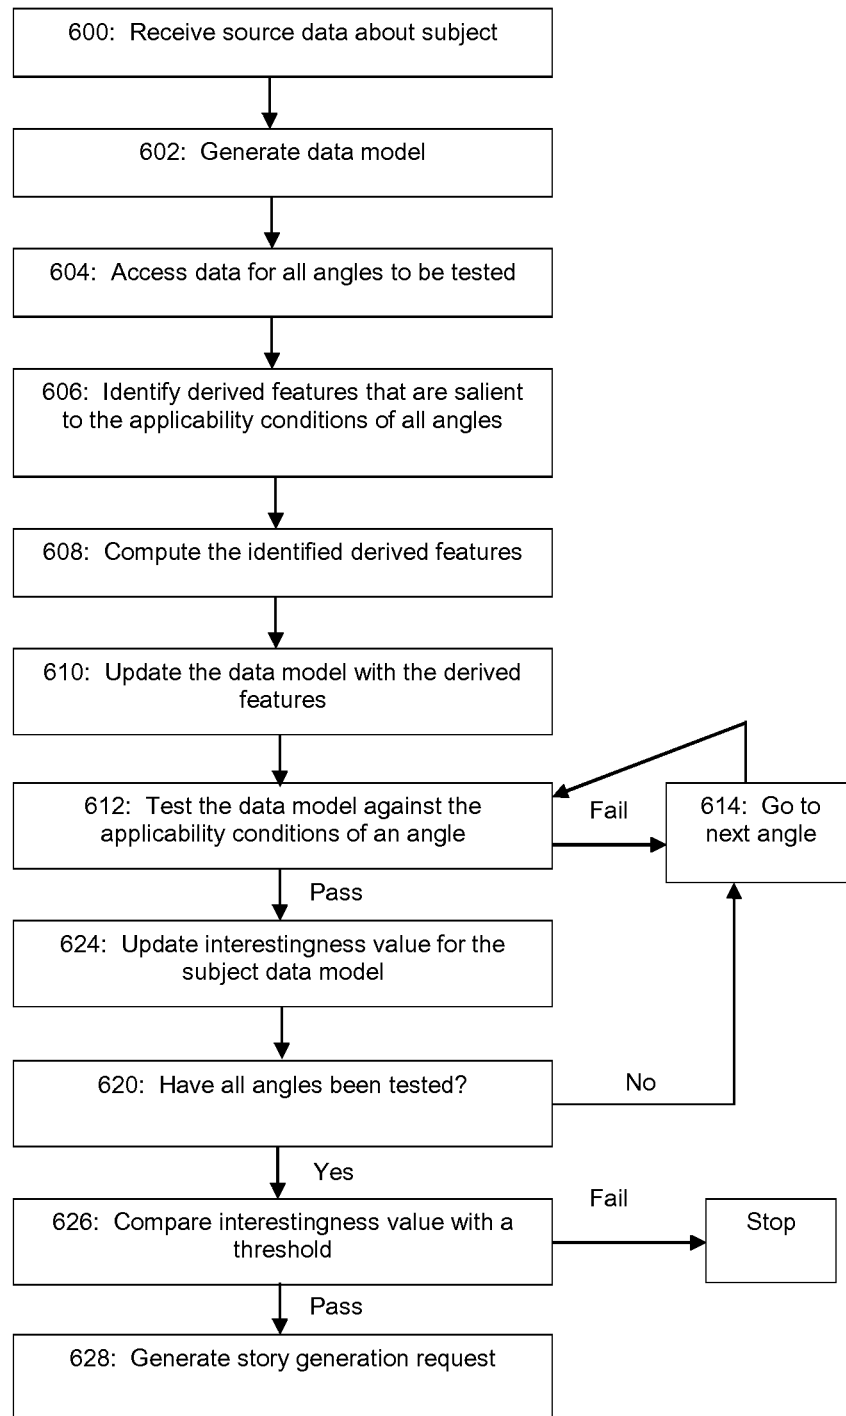 600: Receive source data about subject
602: Generate data model
604: Access data for all angles to be tested
606: Identify derived features that are salient
to the applicability conditions of all angles
608: Compute the identified derived features
610: Update the data model with the derived
features
612: Test the data model against the
applicability conditions of an angle
Fail
614: Go to
next angle
Pass
624: Update interestingness value for the
subject data model
620: Have all angles been tested?
No
Yes
626: Compare interestingness value with a
threshold
Fail
Stop
Pass
628: Generate story generation request